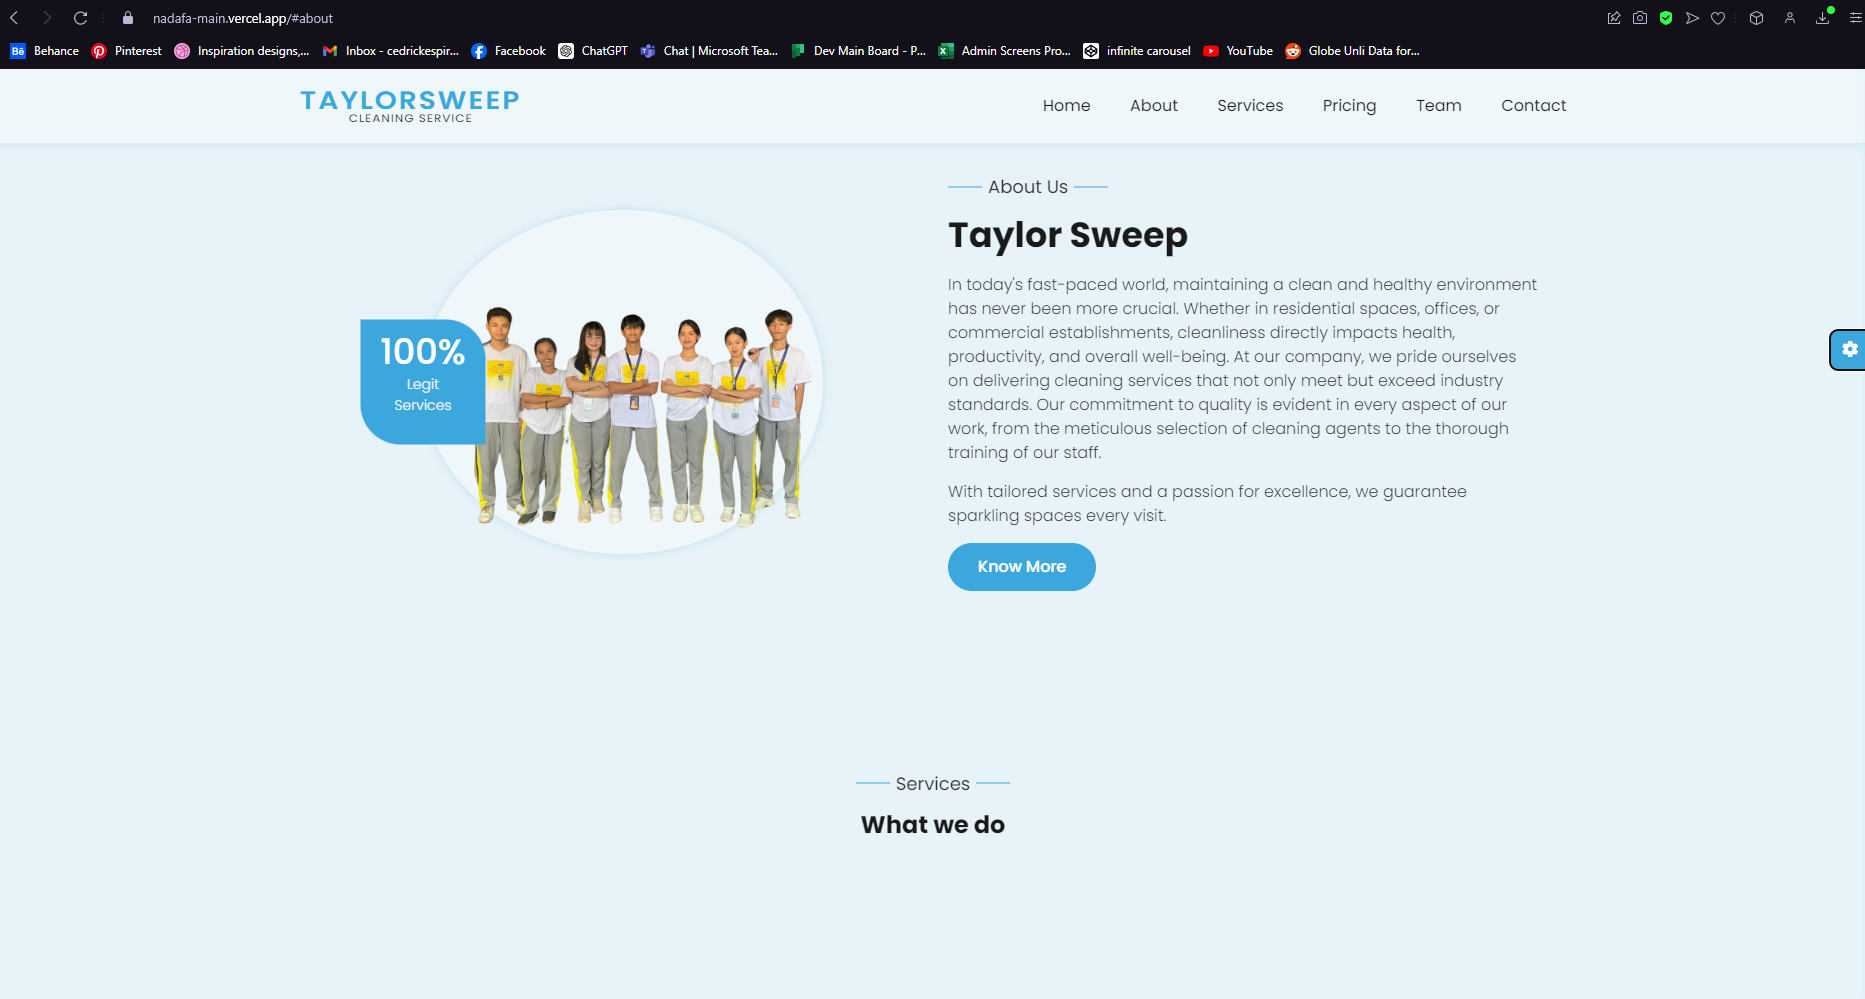 nadafa-main.vercel.app/#about
Behance
Pinterest
Inspiration designs,...
Inbox - cedrickespir...
Facebook
ChatGPT
Chat | Microsoft Tea...
Dev Main Board - P...
Admin Screens Pro...
infinite carousel
YouTube
Globe Unli Data for...
TAYLORSWEEP
CLEANING SERVICE
Home
About
Services
Pricing
Team
Contact
100%
Legit
Services
About Us
Taylor Sweep
In today's fast-paced world, maintaining a clean and healthy environment
has never been more crucial. Whether in residential spaces, offices, or
commercial establishments, cleanliness directly impacts health,
productivity, and overall well-being. At our company, we pride ourselves
on delivering cleaning services that not only meet but exceed industry
standards. Our commitment to quality is evident in every aspect of our
work, from the meticulous selection of cleaning agents to the thorough
training of our staff.
With tailored services and a passion for excellence, we guarantee
sparkling spaces every visit.
Know More
Services
What we do